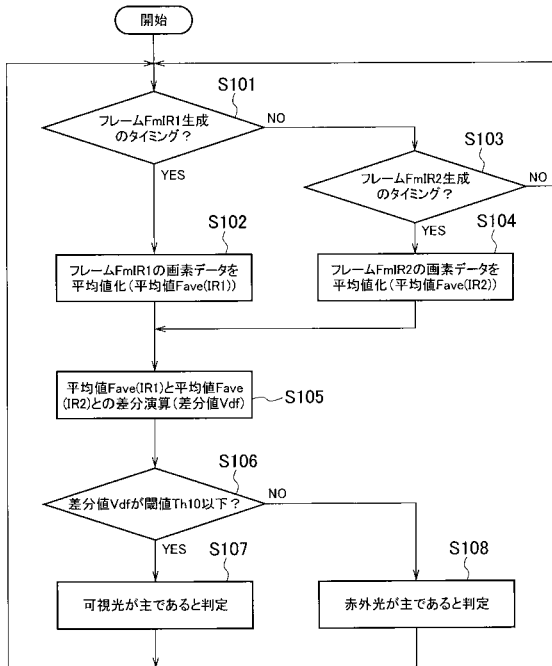 開始
S101
フレームFmIR1生成
のタイミング？
NO
YES
S103
フレームFmIR2生成
のタイミング？
NO
YES
S102
フレームFmIR1の画素データを
平均値化(平均値Fave(IR1))
S104
フレームFmIR2の画素データを
平均値化(平均値Fave(IR2))
平均値Fave(IR1)と平均値Fave
(IR2)との差分演算(差分値Vdf)
S105
S106
差分値Vdfが閾値Th10以下？
NO
YES
S107
可視光が主であると判定
S108
赤外光が主であると判定